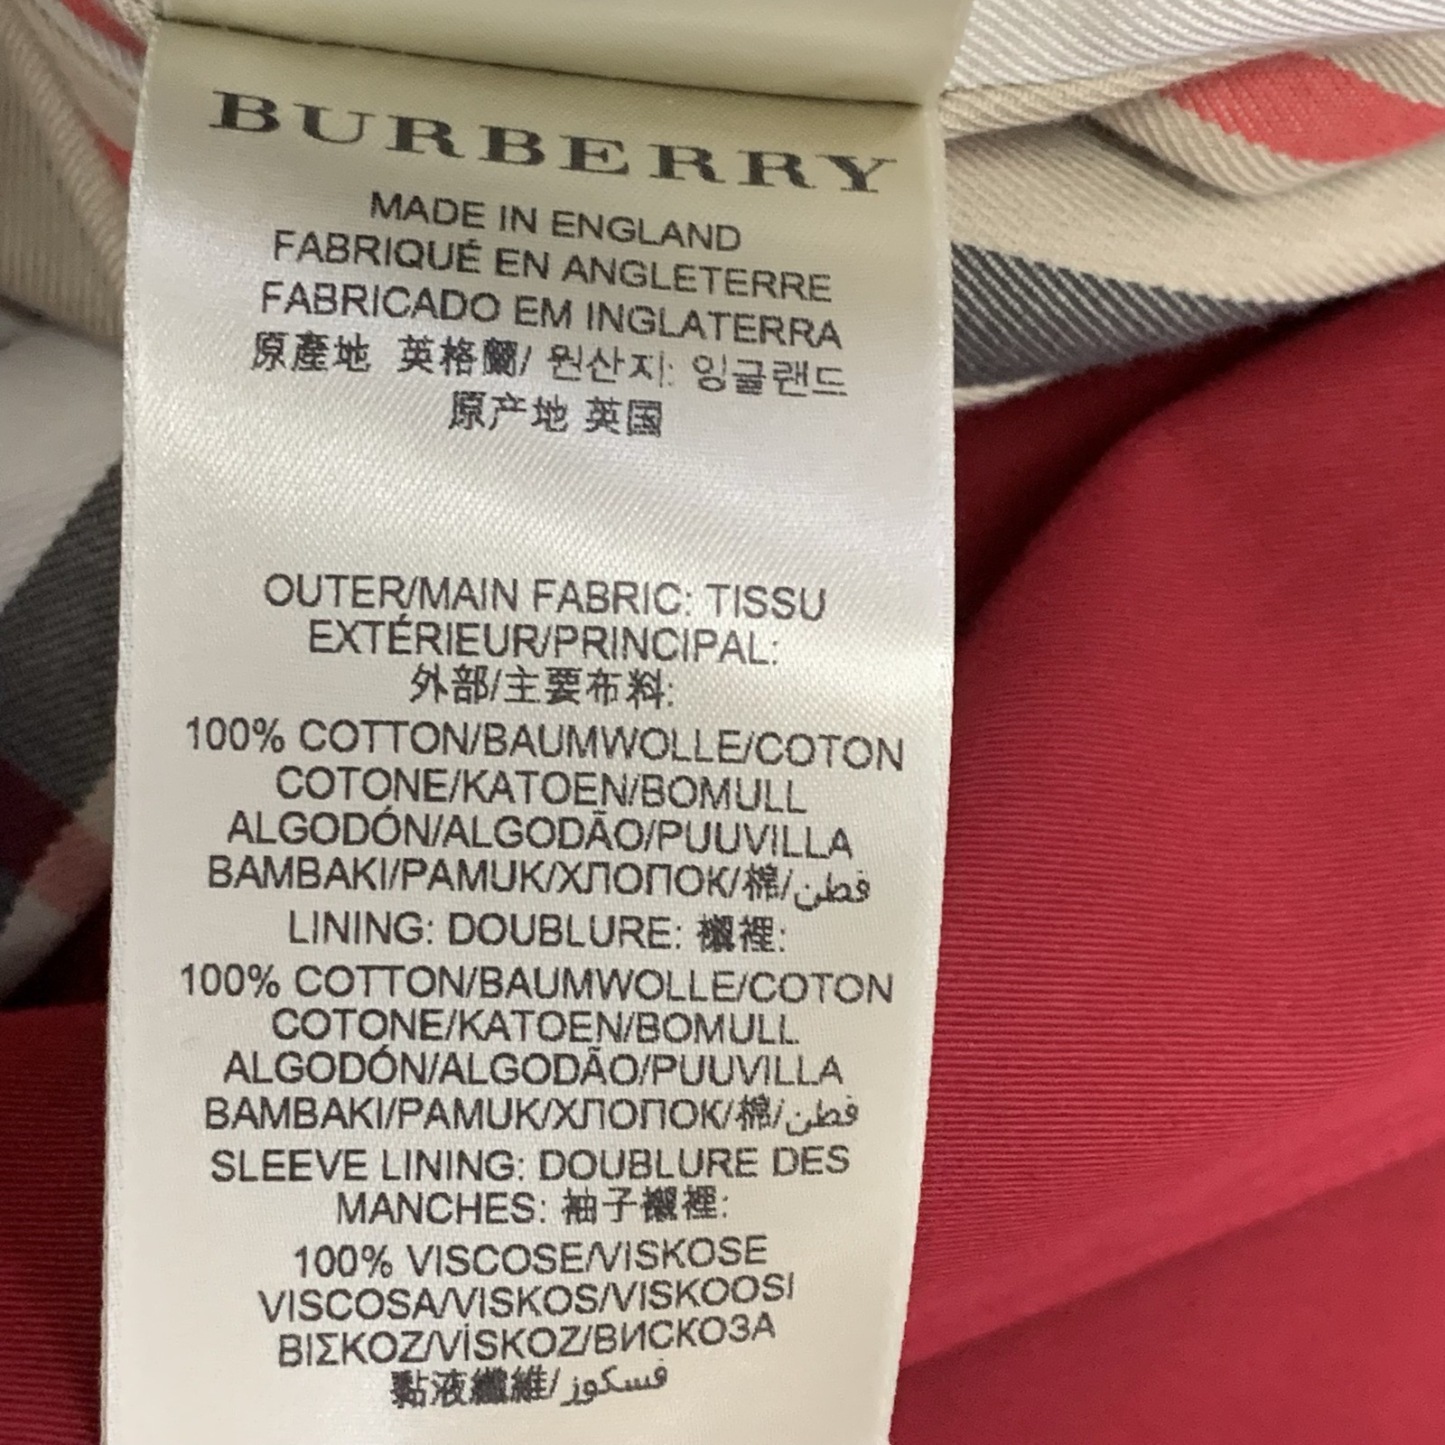 BURBERRY
MADE IN ENGLAND
FABRIQUÉ EN ANGLETERRE
FABRICADO EM INGLATERRA
原產地 英格蘭/ 원산지: 잉글랜드
原产地 英国
OUTER/MAIN FABRIC: TISSU
EXTÉRIEUR/PRINCIPAL:
外部/主要布料:
100% COTTON/BAUMWOLLE/COTON
COTONE/KATOEN/BOMULL
ALGODÓN/ALGODÃO/PUUVILLA
BAMBAKI/PAMUK/ХЛОПОК/棉/قطن
LINING: DOUBLURE: 襯裡:
100% COTTON/BAUMWOLLE/COTON
COTONE/KATOEN/BOMULL
ALGODÓN/ALGODÃO/PUUVILLA
BAMBAKI/PAMUK/ХЛОПОК/棉/قطن
SLEEVE LINING: DOUBLURE DES
MANCHES: 袖子襯裡:
100% VISCOSE/VISKOSE
VISCOSA/VISKOS/VISKOOSI
ΒΙΣΚΟΖ/VİSKOZ/ВИСКОЗА
黏液纖維/فسكوز